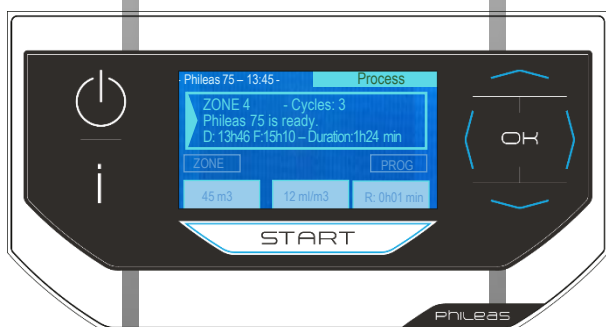 - Phileas 75 – 13:45 - Process
ZONE 4 - Cycles: 3
Phileas 75 is ready.
D: 13h46 F:15h10 – Duration:1h24 min
ZONE PROG
45 m3 12 ml/m3 R: 0h01 min
i OK
START
PHILEAS